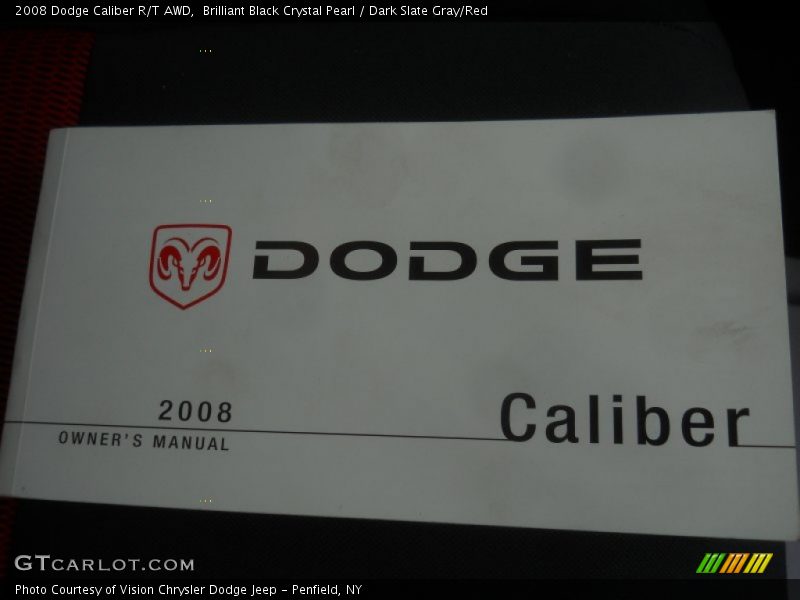 2008 Dodge Caliber R/T AWD,  Brilliant Black Crystal Pearl / Dark Slate Gray/Red
DODGE
2008
Caliber
OWNER'S MANUAL
GTCARLOT.COM
Photo Courtesy of Vision Chrysler Dodge Jeep - Penfield, NY